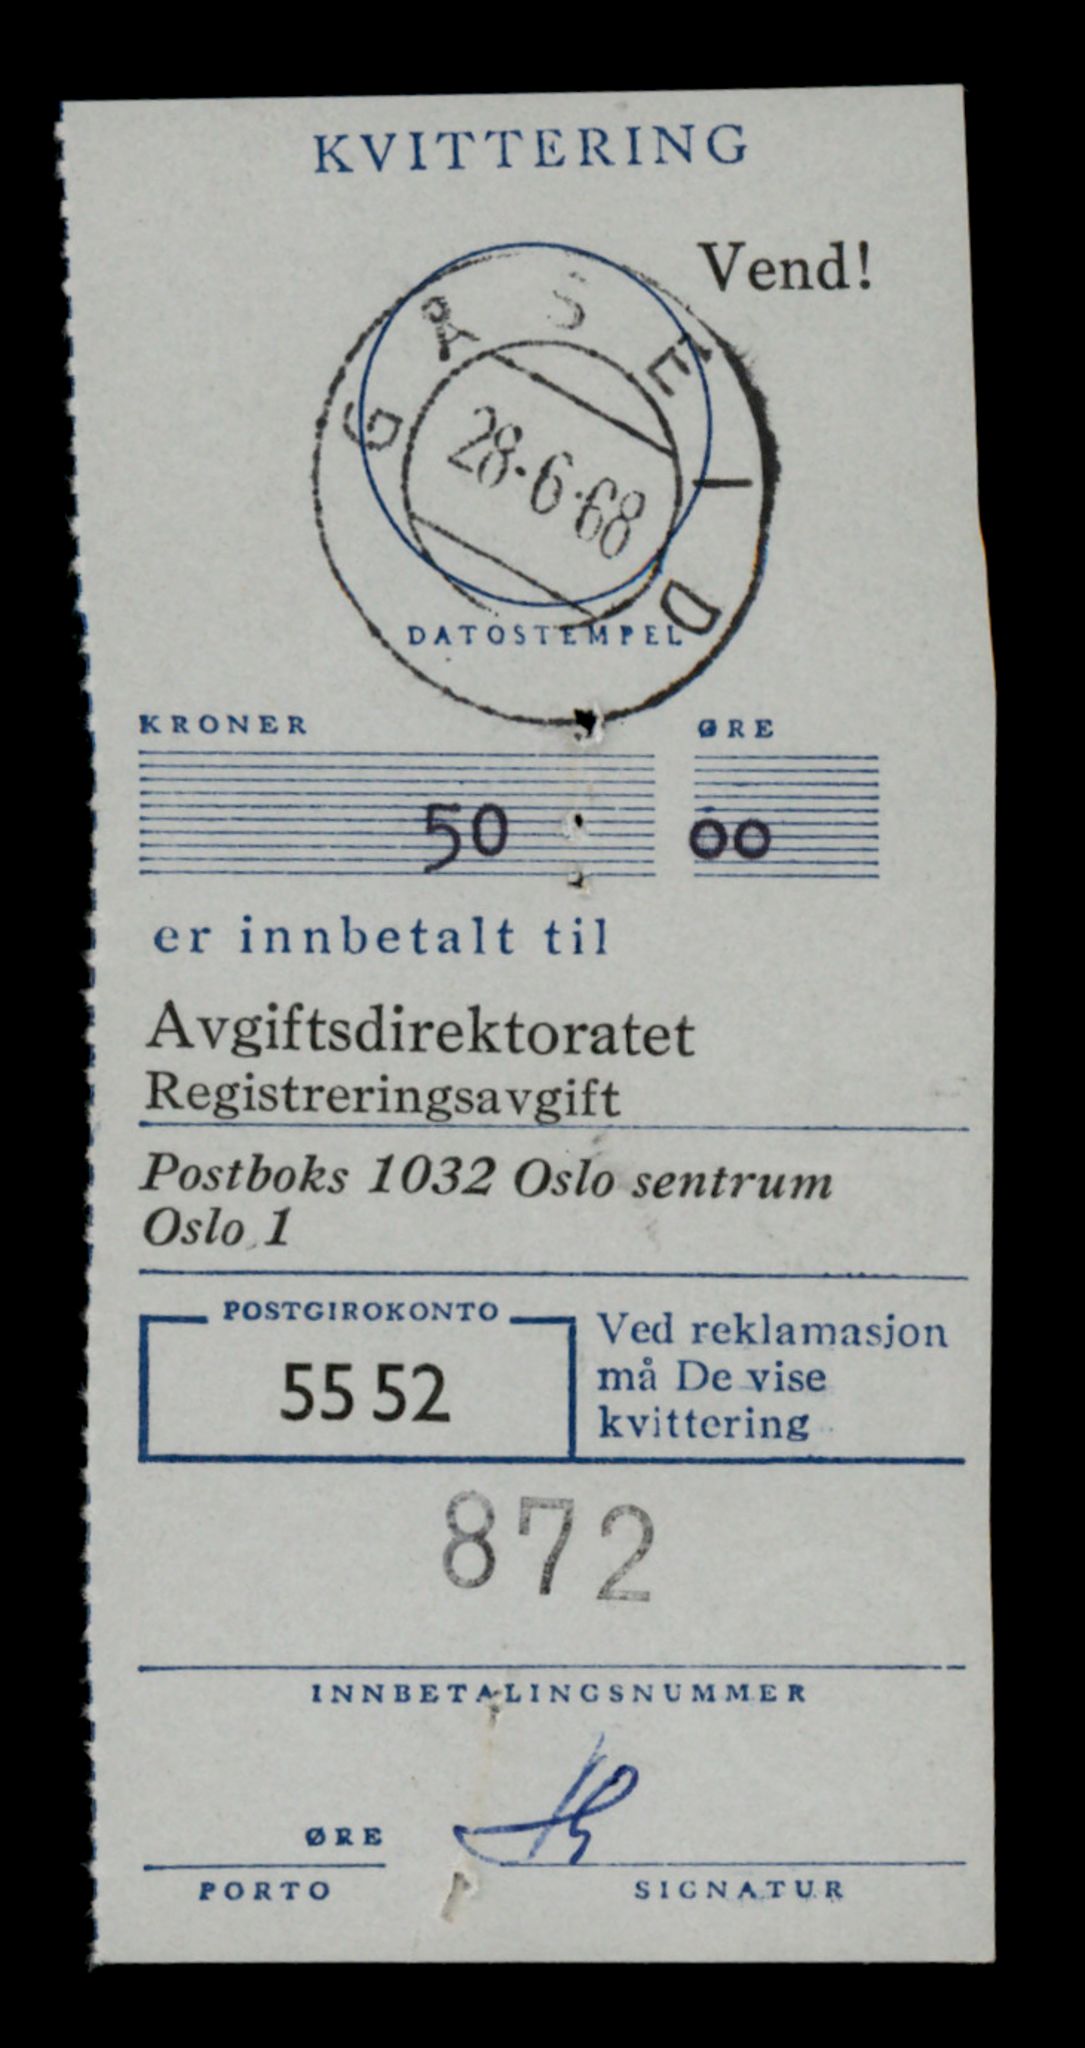 KVITTERING
Vend!
GÅSEID
28.6.68
DATOSTEMPEL
KRONER ØRE
50 00
er innbetalt til
Avgiftsdirektoratet
Registreringsavgift
Postboks 1032 Oslo sentrum
Oslo 1
POSTGIROKONTO
55 52
Ved reklamasjon
må De vise
kvittering
872
INNBETALINGSNUMMER
ØRE
PORTO SIGNATUR